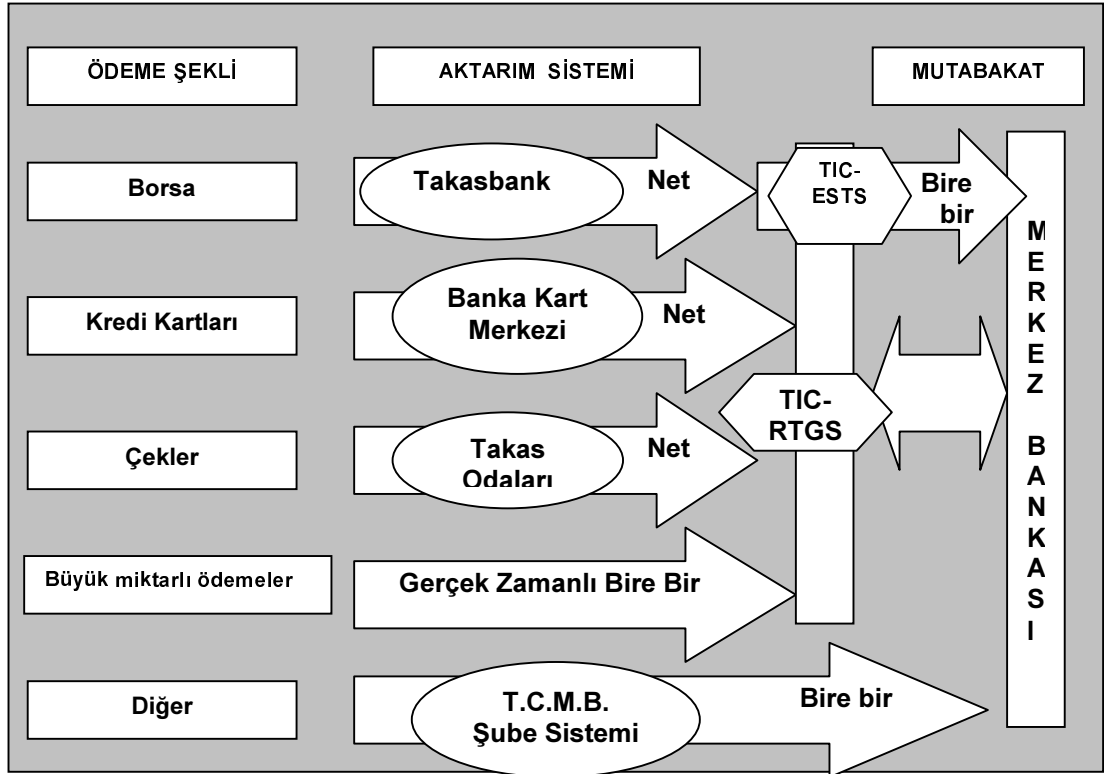 ÖDEME ŞEKLİ
AKTARIM SİSTEMİ
MUTABAKAT
Borsa
Takasbank
Net
TIC-
ESTS
Bire
bir
Kredi Kartları
Banka Kart
Merkezi
Net
TIC-
RTGS
Çekler
Takas
Odaları
Net
Büyük miktarlı ödemeler
Gerçek Zamanlı Bire Bir
Diğer
T.C.M.B.
Şube Sistemi
Bire bir
M
E
R
K
E
Z
B
A
N
K
A
S
I